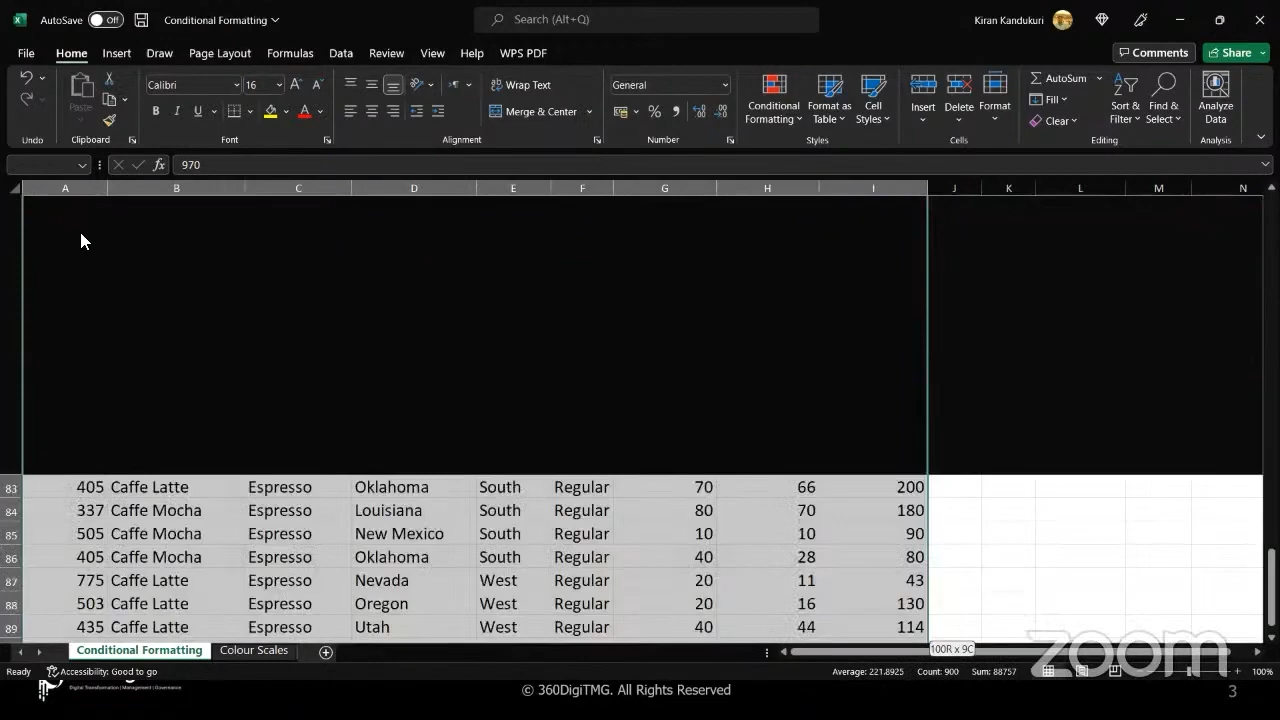 AutoSave Off Conditional Formatting Search (Alt+Q) Kiran Kandukuri
File Home Insert Draw Page Layout Formulas Data Review View Help WPS PDF Comments Share
Paste Calibri 16 Wrap Text General Conditional Formatting Format as Table Cell Styles Insert Delete Format AutoSum Sort & Filter Find & Select Analyze Data
B I U Merge & Center Fill
Clear
Undo Clipboard Font Alignment Number Styles Cells Editing Analysis
fx 970
A B C D E F G H I J K L M N
83 405 Caffe Latte Espresso Oklahoma South Regular 70 66 200
84 337 Caffe Mocha Espresso Louisiana South Regular 80 70 180
85 505 Caffe Mocha Espresso New Mexico South Regular 10 10 90
86 405 Caffe Mocha Espresso Oklahoma South Regular 40 28 80
87 775 Caffe Latte Espresso Nevada West Regular 20 11 43
88 503 Caffe Latte Espresso Oregon West Regular 20 16 130
89 435 Caffe Latte Espresso Utah West Regular 40 44 114
Conditional Formatting Colour Scales 100R x 9C
zoom
Ready Accessibility: Good to go Average: 221.8925 Count: 900 Sum: 88757 100%
Digital Transformation | Management | Governance
© 360DigiTMG. All Rights Reserved 3